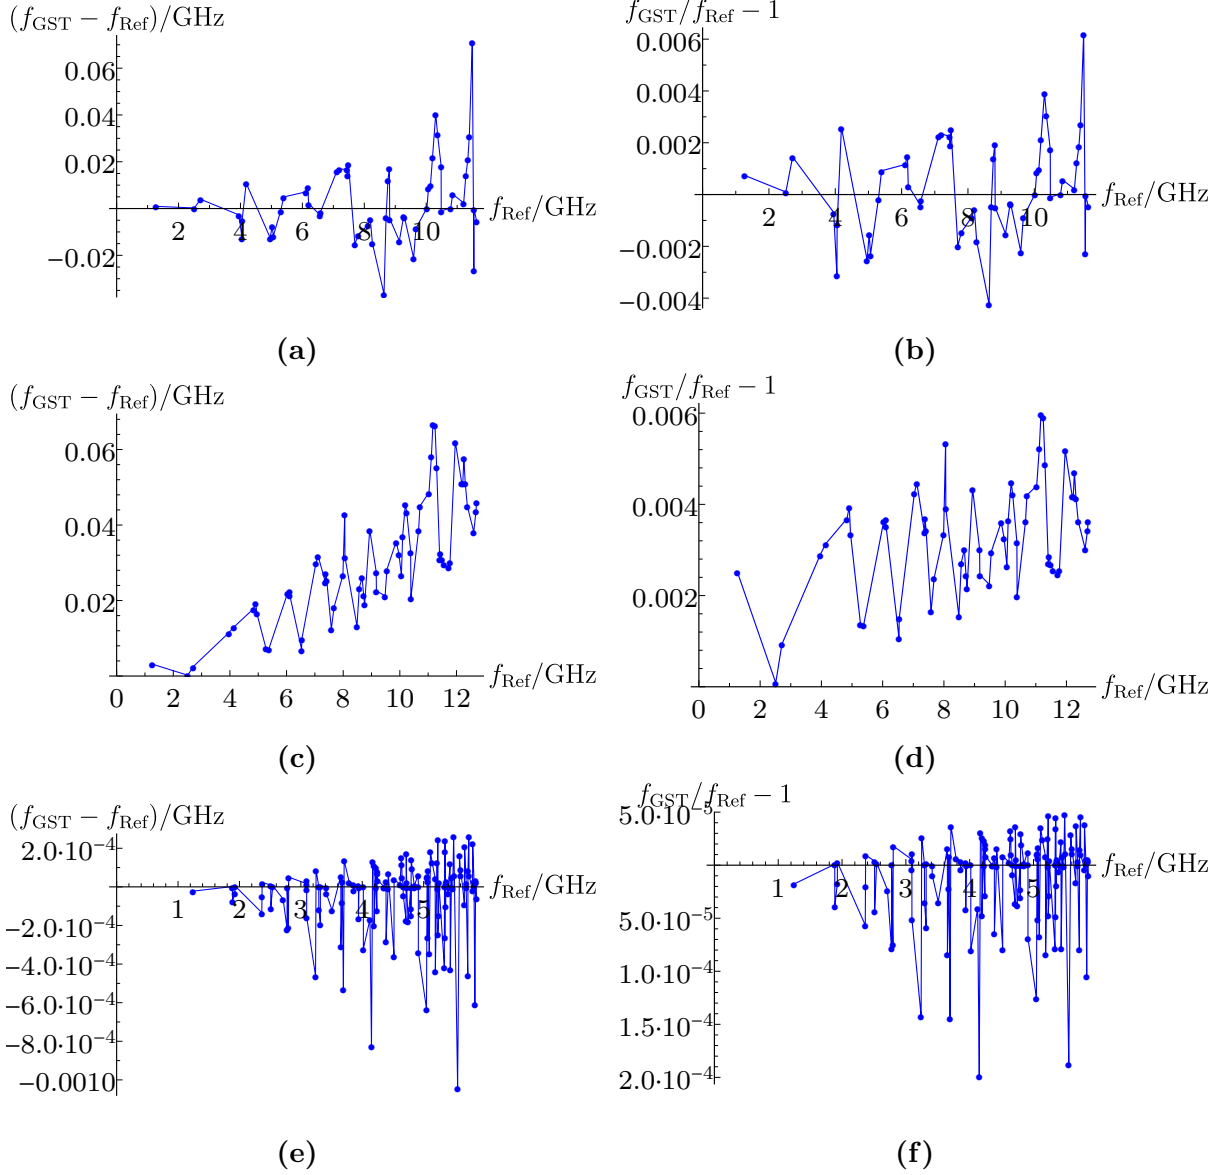 (f_GST − f_Ref)/GHz
0.06
0.04
0.02
−0.02
2 4 6 8 10
f_Ref/GHz
(a)
f_GST/f_Ref − 1
0.006
0.004
0.002
−0.002
−0.004
2 4 6 8 10
f_Ref/GHz
(b)
(f_GST − f_Ref)/GHz
0.06
0.04
0.02
0 2 4 6 8 10 12
f_Ref/GHz
(c)
f_GST/f_Ref − 1
0.006
0.004
0.002
0 2 4 6 8 10 12
f_Ref/GHz
(d)
(f_GST − f_Ref)/GHz
2.0·10⁻⁴
−2.0·10⁻⁴
−4.0·10⁻⁴
−6.0·10⁻⁴
−8.0·10⁻⁴
−0.0010
1 2 3 4 5
f_Ref/GHz
(e)
f_GST/f_Ref − 1
5.0·10⁻⁵
5.0·10⁻⁵
1.0·10⁻⁴
1.5·10⁻⁴
2.0·10⁻⁴
1 2 3 4 5
f_Ref/GHz
(f)